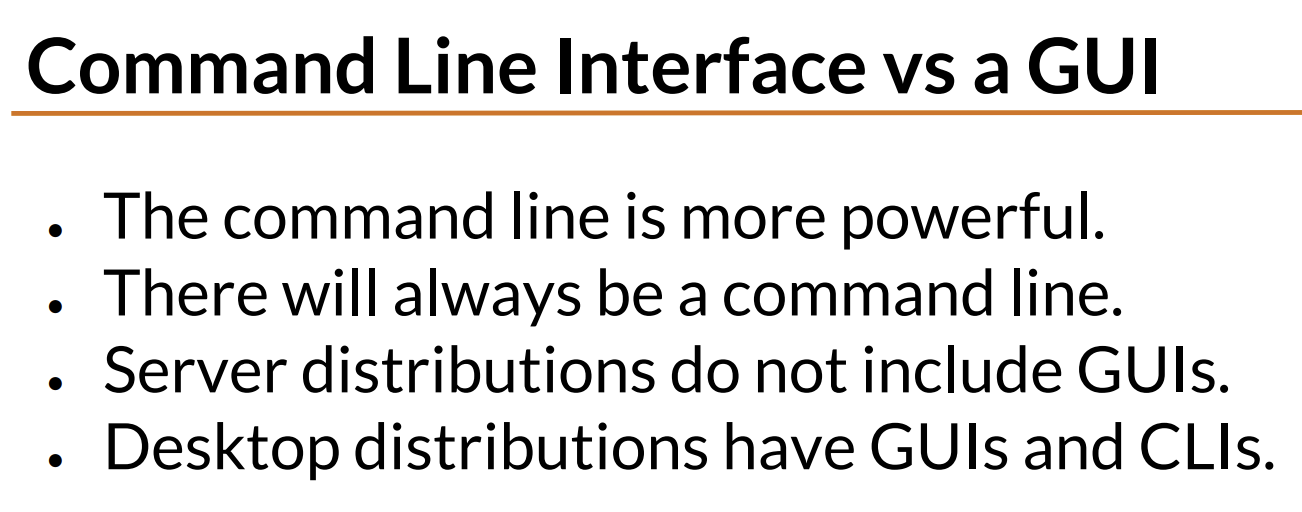 Command Line Interface vs a GUI
• The command line is more powerful.
• There will always be a command line.
• Server distributions do not include GUIs.
• Desktop distributions have GUIs and CLIs.